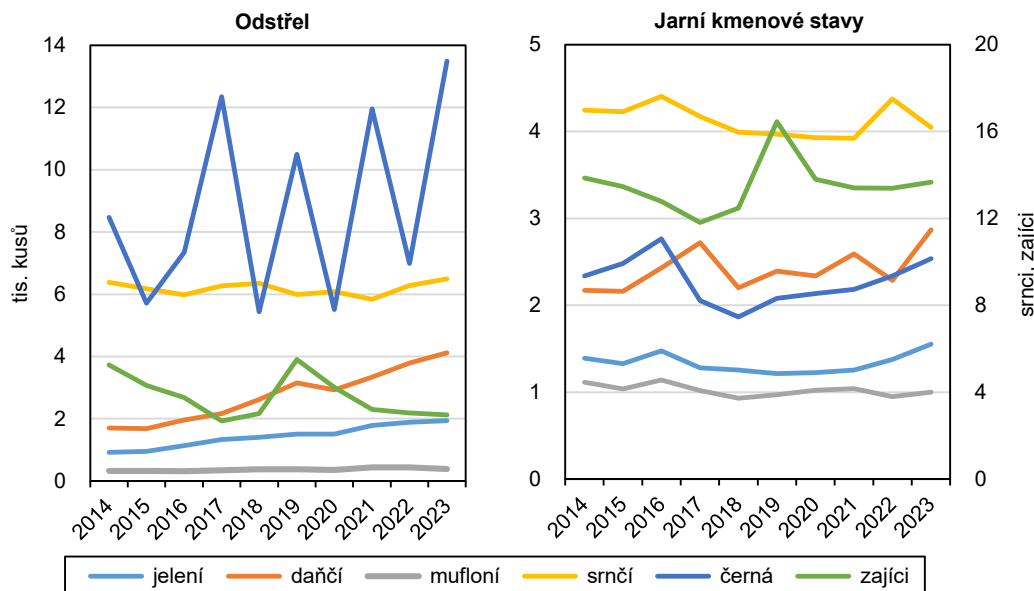 Odstřel
tis. kusů
14
12
10
8
6
4
2
0
2014 2015 2016 2017 2018 2019 2020 2021 2022 2023
Jarní kmenové stavy
5
4
3
2
1
0
20
16
12
8
4
0
srnci, zajíci
2014 2015 2016 2017 2018 2019 2020 2021 2022 2023
jelení daňčí mufloní srnčí černá zajíci